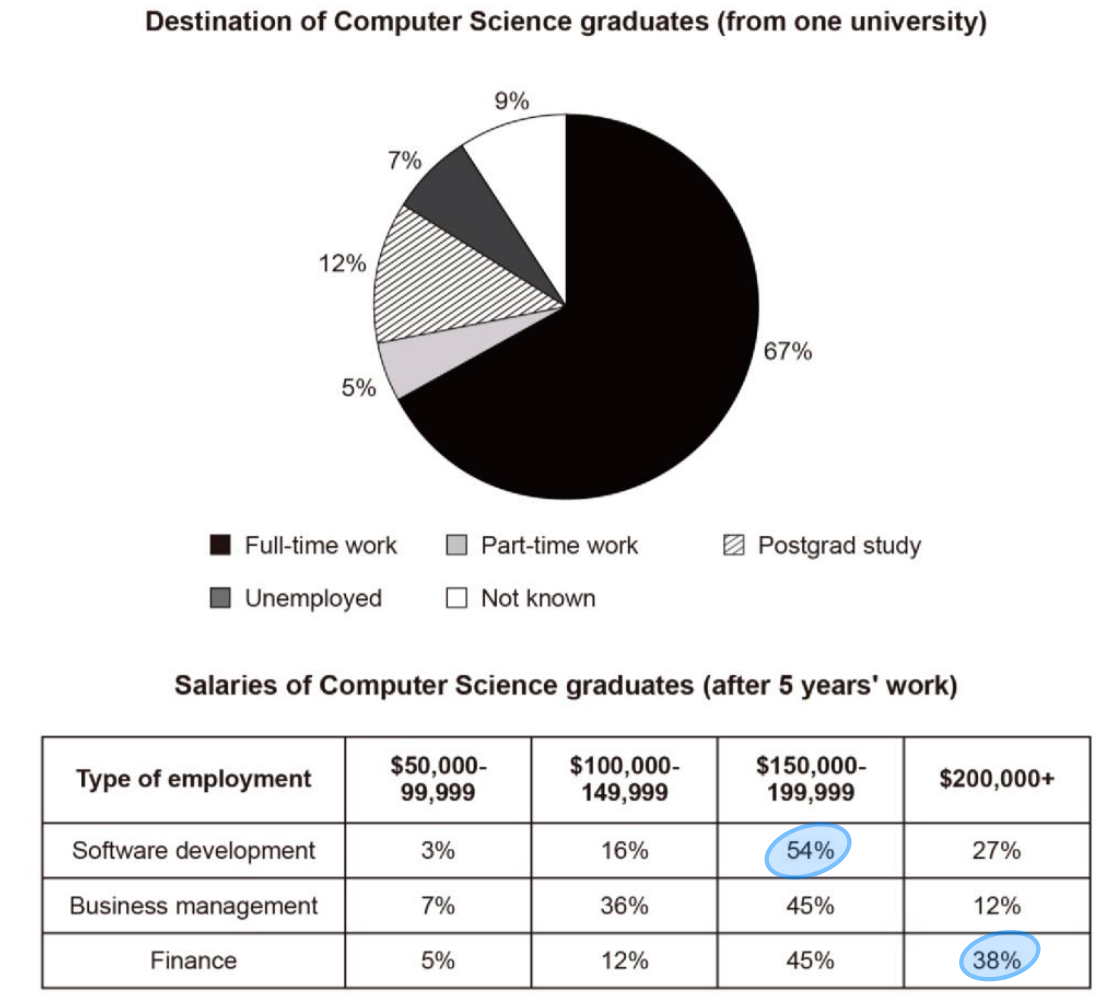 Destination of Computer Science graduates (from one university)
9%
7%
12%
67%
5%
Full-time work
Part-time work
Postgrad study
Unemployed
Not known
Salaries of Computer Science graduates (after 5 years' work)
Type of employment
$50,000-
99,999
$100,000-
149,999
$150,000-
199,999
$200,000+
Software development 3% 16% 54% 27%
Business management 7% 36% 45% 12%
Finance 5% 12% 45% 38%